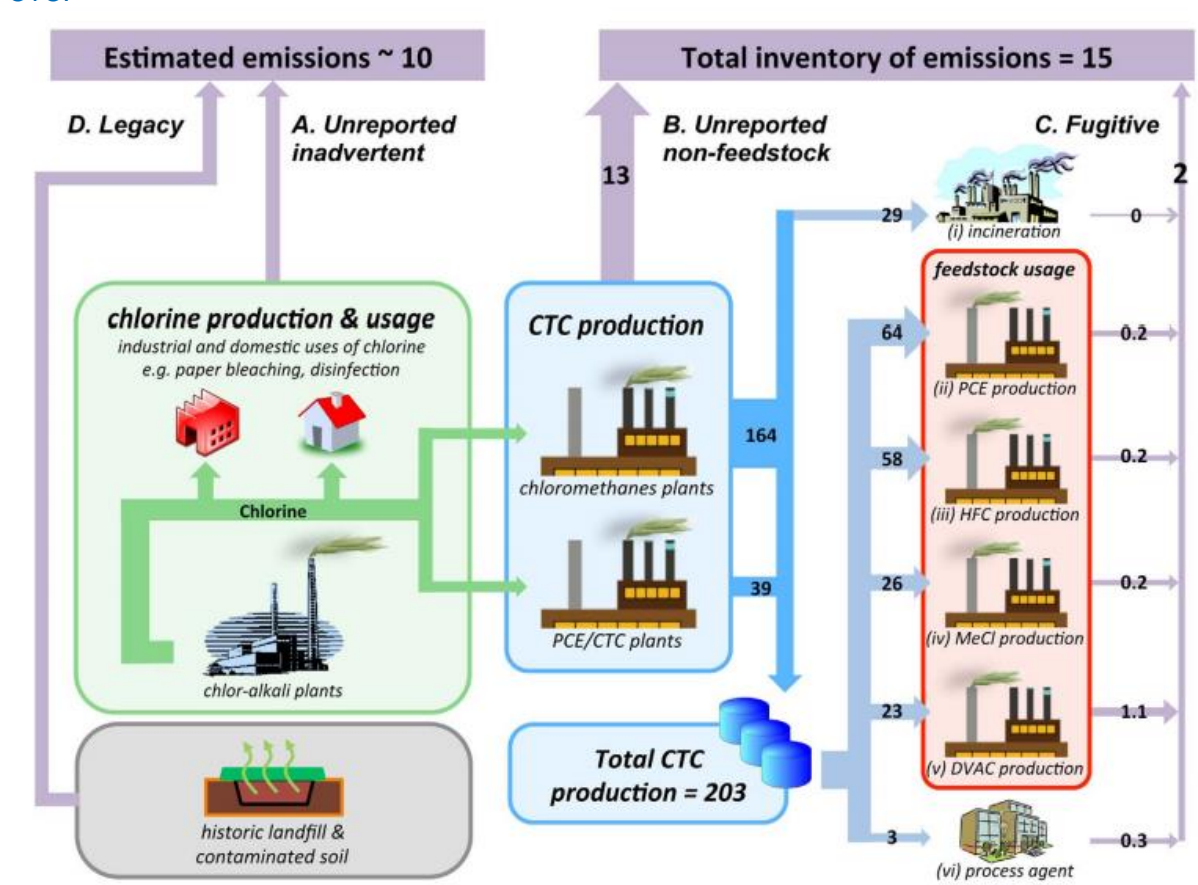 Estimated emissions ~ 10
Total inventory of emissions = 15
D. Legacy
A. Unreported
inadvertent
B. Unreported
non-feedstock
C. Fugitive
13
2
29
(i) incineration
0
chlorine production & usage
industrial and domestic uses of chlorine
e.g. paper bleaching, disinfection
Chlorine
chlor-alkali plants
CTC production
chloromethanes plants
PCE/CTC plants
164
39
feedstock usage
64
(ii) PCE production
0.2
58
(iii) HFC production
0.2
26
(iv) MeCl production
0.2
23
(v) DVAC production
1.1
3
(vi) process agent
0.3
Total CTC
production = 203
historic landfill &
contaminated soil